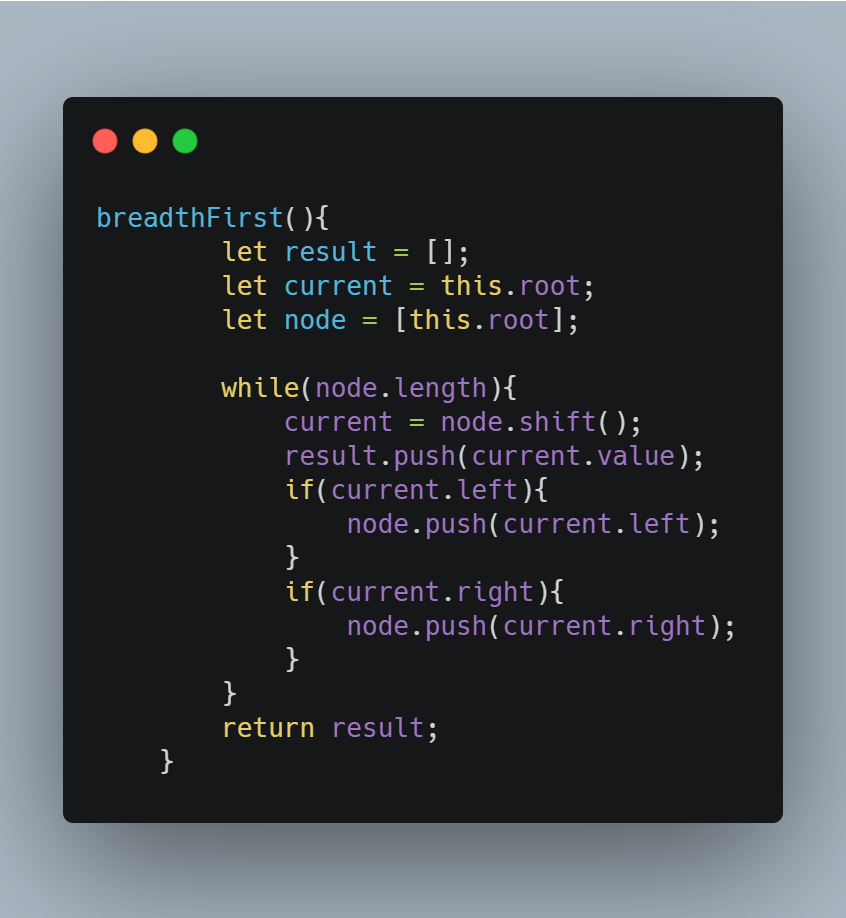 breadthFirst(){
let result = [];
let current = this.root;
let node = [this.root];
while(node.length){
current = node.shift();
result.push(current.value);
if(current.left){
node.push(current.left);
}
if(current.right){
node.push(current.right);
}
}
return result;
}